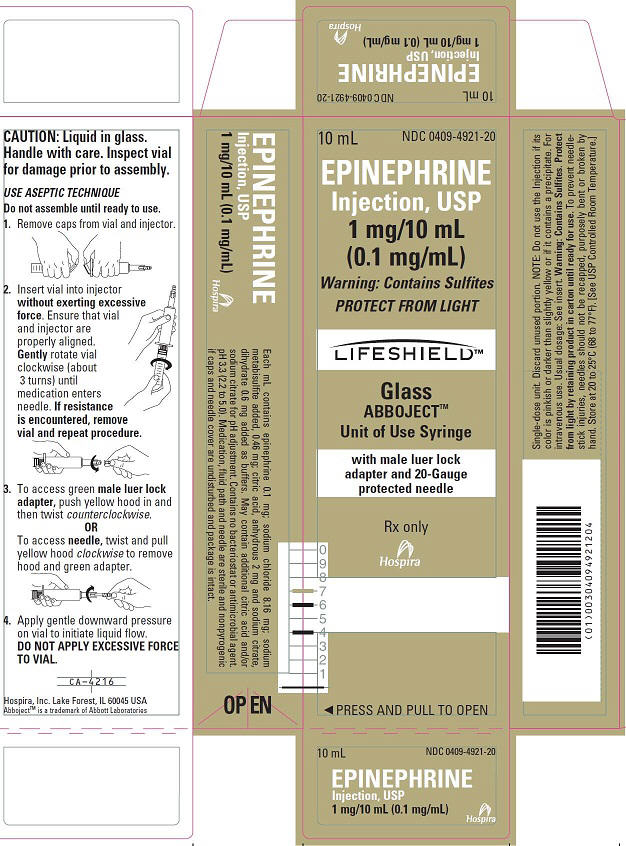 10 mL
NDC 0409-4921-20
EPINEPHRINE
Injection, USP
1 mg/10 mL (0.1 mg/mL)
Hospira
CAUTION: Liquid in glass.
Handle with care. Inspect vial
for damage prior to assembly.
USE ASEPTIC TECHNIQUE
Do not assemble until ready to use.
1. Remove caps from vial and injector.
2. Insert vial into injector
without exerting excessive
force. Ensure that vial
and injector are
properly aligned.
Gently rotate vial
clockwise (about
3 turns) until
medication enters
needle. If resistance
is encountered, remove
vial and repeat procedure.
3. To access green male luer lock
adapter, push yellow hood in and
then twist counterclockwise.
OR
To access needle, twist and pull
yellow hood clockwise to remove
hood and green adapter.
4. Apply gentle downward pressure
on vial to initiate liquid flow.
DO NOT APPLY EXCESSIVE FORCE
TO VIAL.
CA-4216
Hospira, Inc. Lake Forest, IL 60045 USA
Abboject™ is a trademark of Abbott Laboratories
EPINEPHRINE
Injection, USP
1 mg/10 mL (0.1 mg/mL)
Hospira
Each mL contains epinephrine 0.1 mg; sodium chloride 8.16 mg; sodium
metabisulfite added, 0.46 mg; citric acid, anhydrous 2 mg and sodium citrate,
dihydrate 0.6 mg added as buffers. May contain additional citric acid and/or
sodium citrate for pH adjustment. Contains no bacteriostat or antimicrobial agent.
pH 3.3 (2.2 to 5.0). Medication, fluid path and needle are sterile and nonpyrogenic
if caps and needle cover are undisturbed and package is intact.
OPEN
10 mL NDC 0409-4921-20
EPINEPHRINE
Injection, USP
1 mg/10 mL
(0.1 mg/mL)
Warning: Contains Sulfites
PROTECT FROM LIGHT
LIFESHIELD™
Glass
ABBOJECT™
Unit of Use Syringe
with male luer lock
adapter and 20-Gauge
protected needle
Rx only
Hospira
0
9
8
7
6
5
4
3
2
1
◄PRESS AND PULL TO OPEN
Single-dose unit. Discard unused portion. NOTE: Do not use the Injection if its
color is pinkish or darker than slightly yellow or if it contains a precipitate. For
intravenous use. Usual dosage: See insert. Warning: Contains Sulfites. Protect
from light by retaining product in carton until ready for use. To prevent needle-
stick injuries, needles should not be recapped, purposely bent or broken by
hand. Store at 20 to 25°C (68 to 77°F). [See USP Controlled Room Temperature.]
(01)00304094921204
10 mL NDC 0409-4921-20
EPINEPHRINE
Injection, USP
1 mg/10 mL (0.1 mg/mL)
Hospira